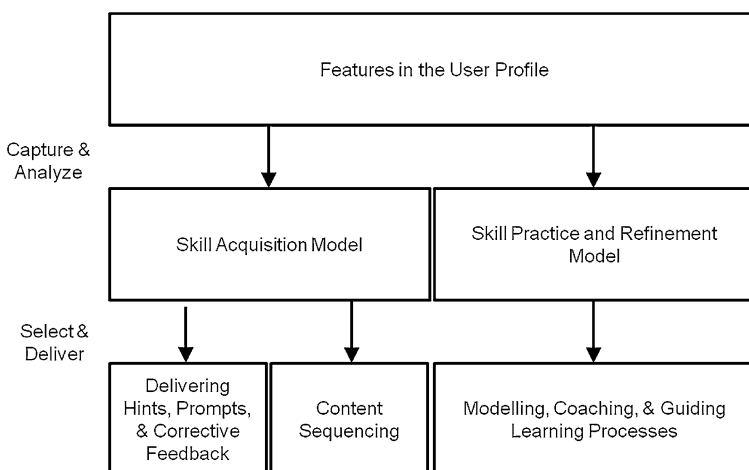 Features in the User Profile
Capture &
Analyze
Skill Acquisition Model
Skill Practice and Refinement
Model
Select &
Deliver
Delivering
Hints, Prompts,
& Corrective
Feedback
Content
Sequencing
Modelling, Coaching, & Guiding
Learning Processes